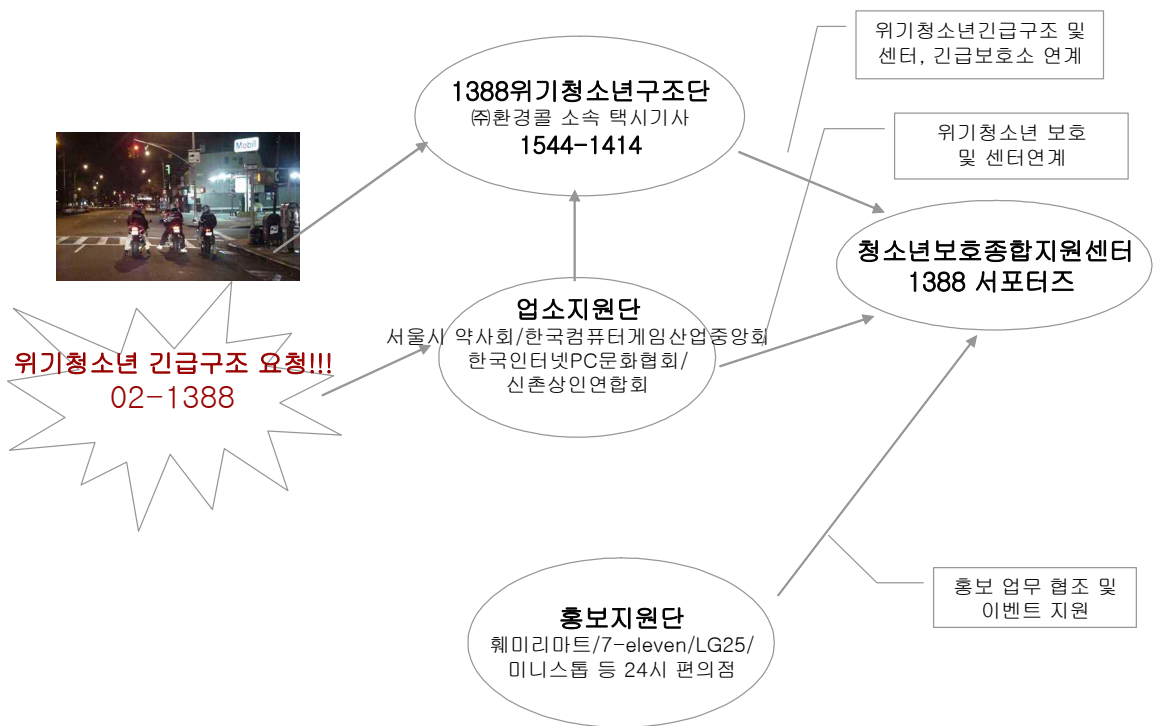 위기청소년긴급구조 및
센터, 긴급보호소 연계
1388위기청소년구조단
㈜환경콜 소속 택시기사
1544-1414
위기청소년 보호
및 센터연계
Mobil
청소년보호종합지원센터
1388 서포터즈
업소지원단
서울시 약사회/한국컴퓨터게임산업중앙회
한국인터넷PC문화협회/
신촌상인연합회
위기청소년 긴급구조 요청!!!
02-1388
홍보 업무 협조 및
이벤트 지원
홍보지원단
훼미리마트/7-eleven/LG25/
미니스톱 등 24시 편의점